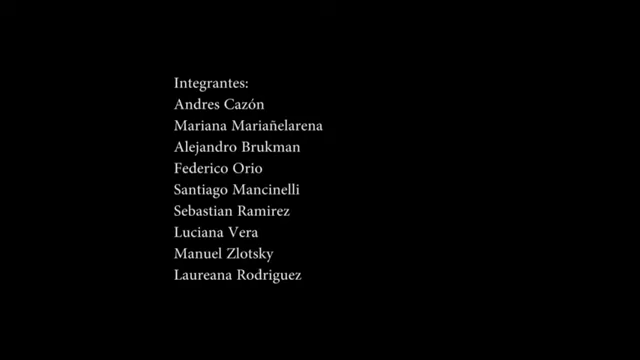 Integrantes:
Andres Cazón
Mariana Mariañelarena
Alejandro Brukman
Federico Orio
Santiago Mancinelli
Sebastian Ramirez
Luciana Vera
Manuel Zlotsky
Laureana Rodriguez